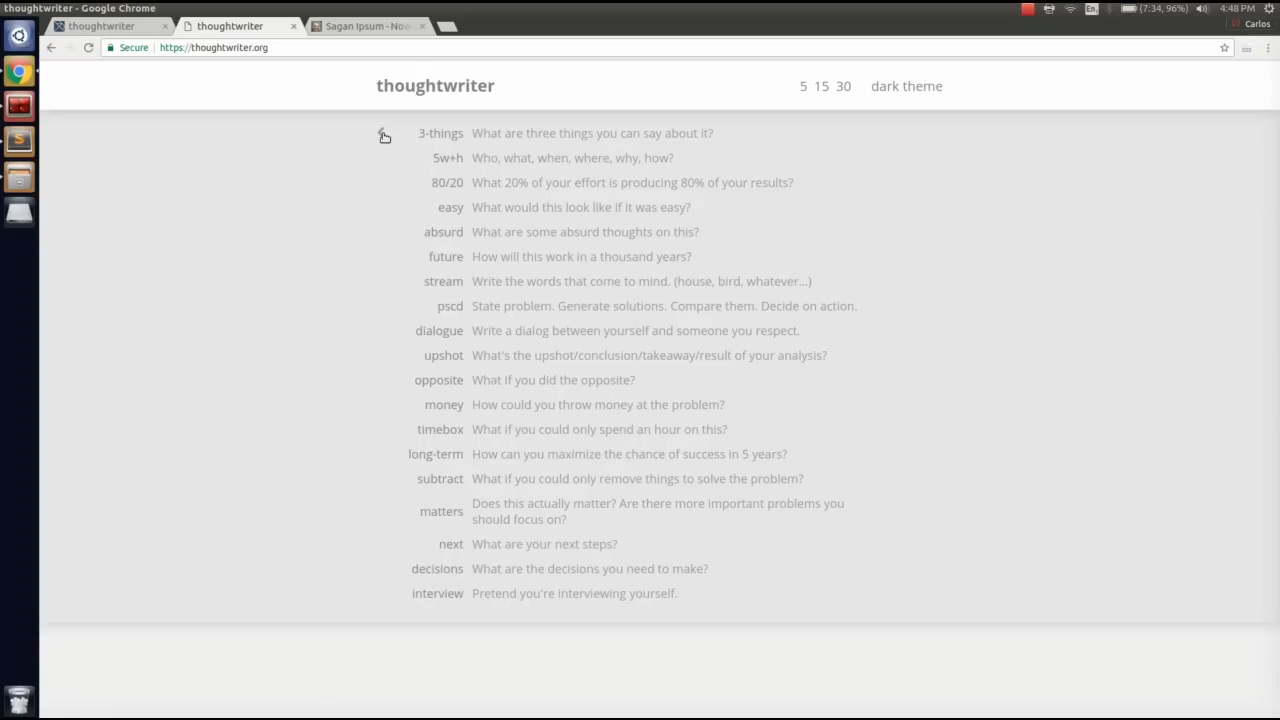 thoughtwriter - Google Chrome
En
(7:34, 96%)
4:48 PM
thoughtwriter
thoughtwriter
Sagan Ipsum - Now
Carlos
Secure
https://thoughtwriter.org
thoughtwriter
5 15 30 dark theme
3-things What are three things you can say about it?
5w+h Who, what, when, where, why, how?
80/20 What 20% of your effort is producing 80% of your results?
easy What would this look like if it was easy?
absurd What are some absurd thoughts on this?
future How will this work in a thousand years?
stream Write the words that come to mind. (house, bird, whatever...)
pscd State problem. Generate solutions. Compare them. Decide on action.
dialogue Write a dialog between yourself and someone you respect.
upshot What's the upshot/conclusion/takeaway/result of your analysis?
opposite What if you did the opposite?
money How could you throw money at the problem?
timebox What if you could only spend an hour on this?
long-term How can you maximize the chance of success in 5 years?
subtract What if you could only remove things to solve the problem?
matters Does this actually matter? Are there more important problems you
should focus on?
next What are your next steps?
decisions What are the decisions you need to make?
interview Pretend you're interviewing yourself.